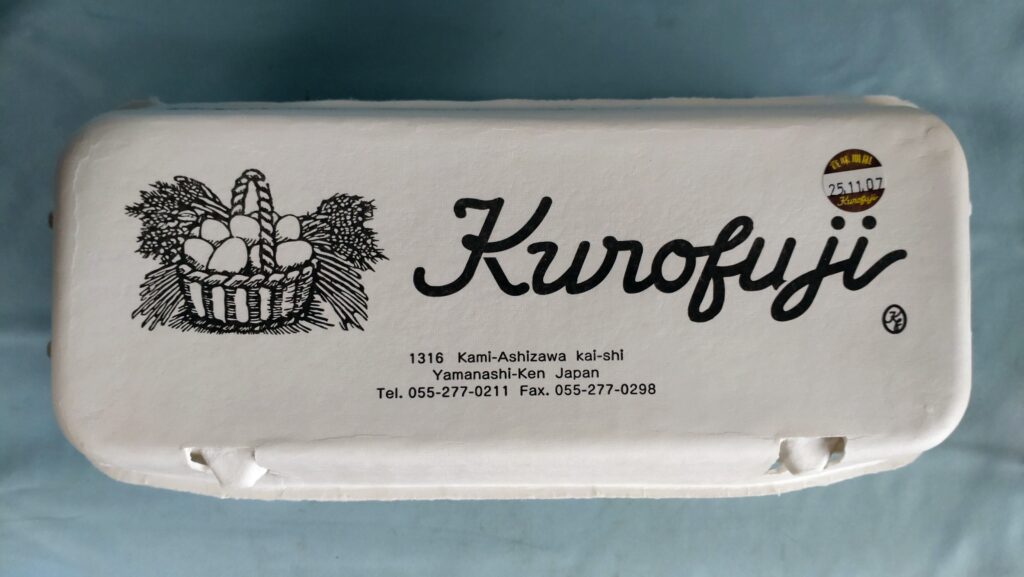 賞味期限
25.11.07
Kurofuji
Kurofuji
KF
1316 Kami-Ashizawa kai-shi
Yamanashi-Ken Japan
Tel. 055-277-0211 Fax. 055-277-0298